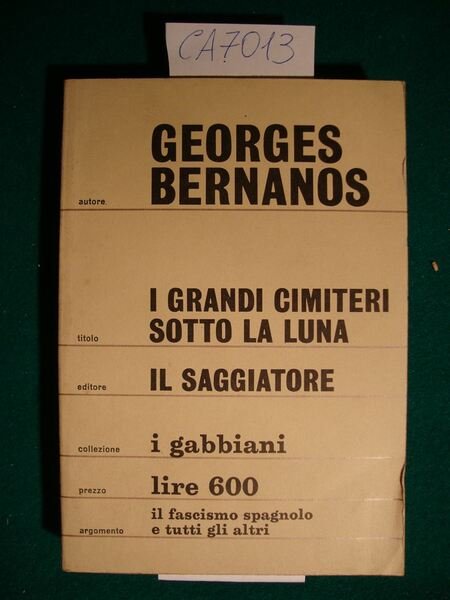 CA7013
autore. GEORGES
BERNANOS
I GRANDI CIMITERI
titolo SOTTO LA LUNA
editore IL SAGGIATORE
collezione i gabbiani
prezzo lire 600
il fascismo spagnolo
argomento e tutti gli altri